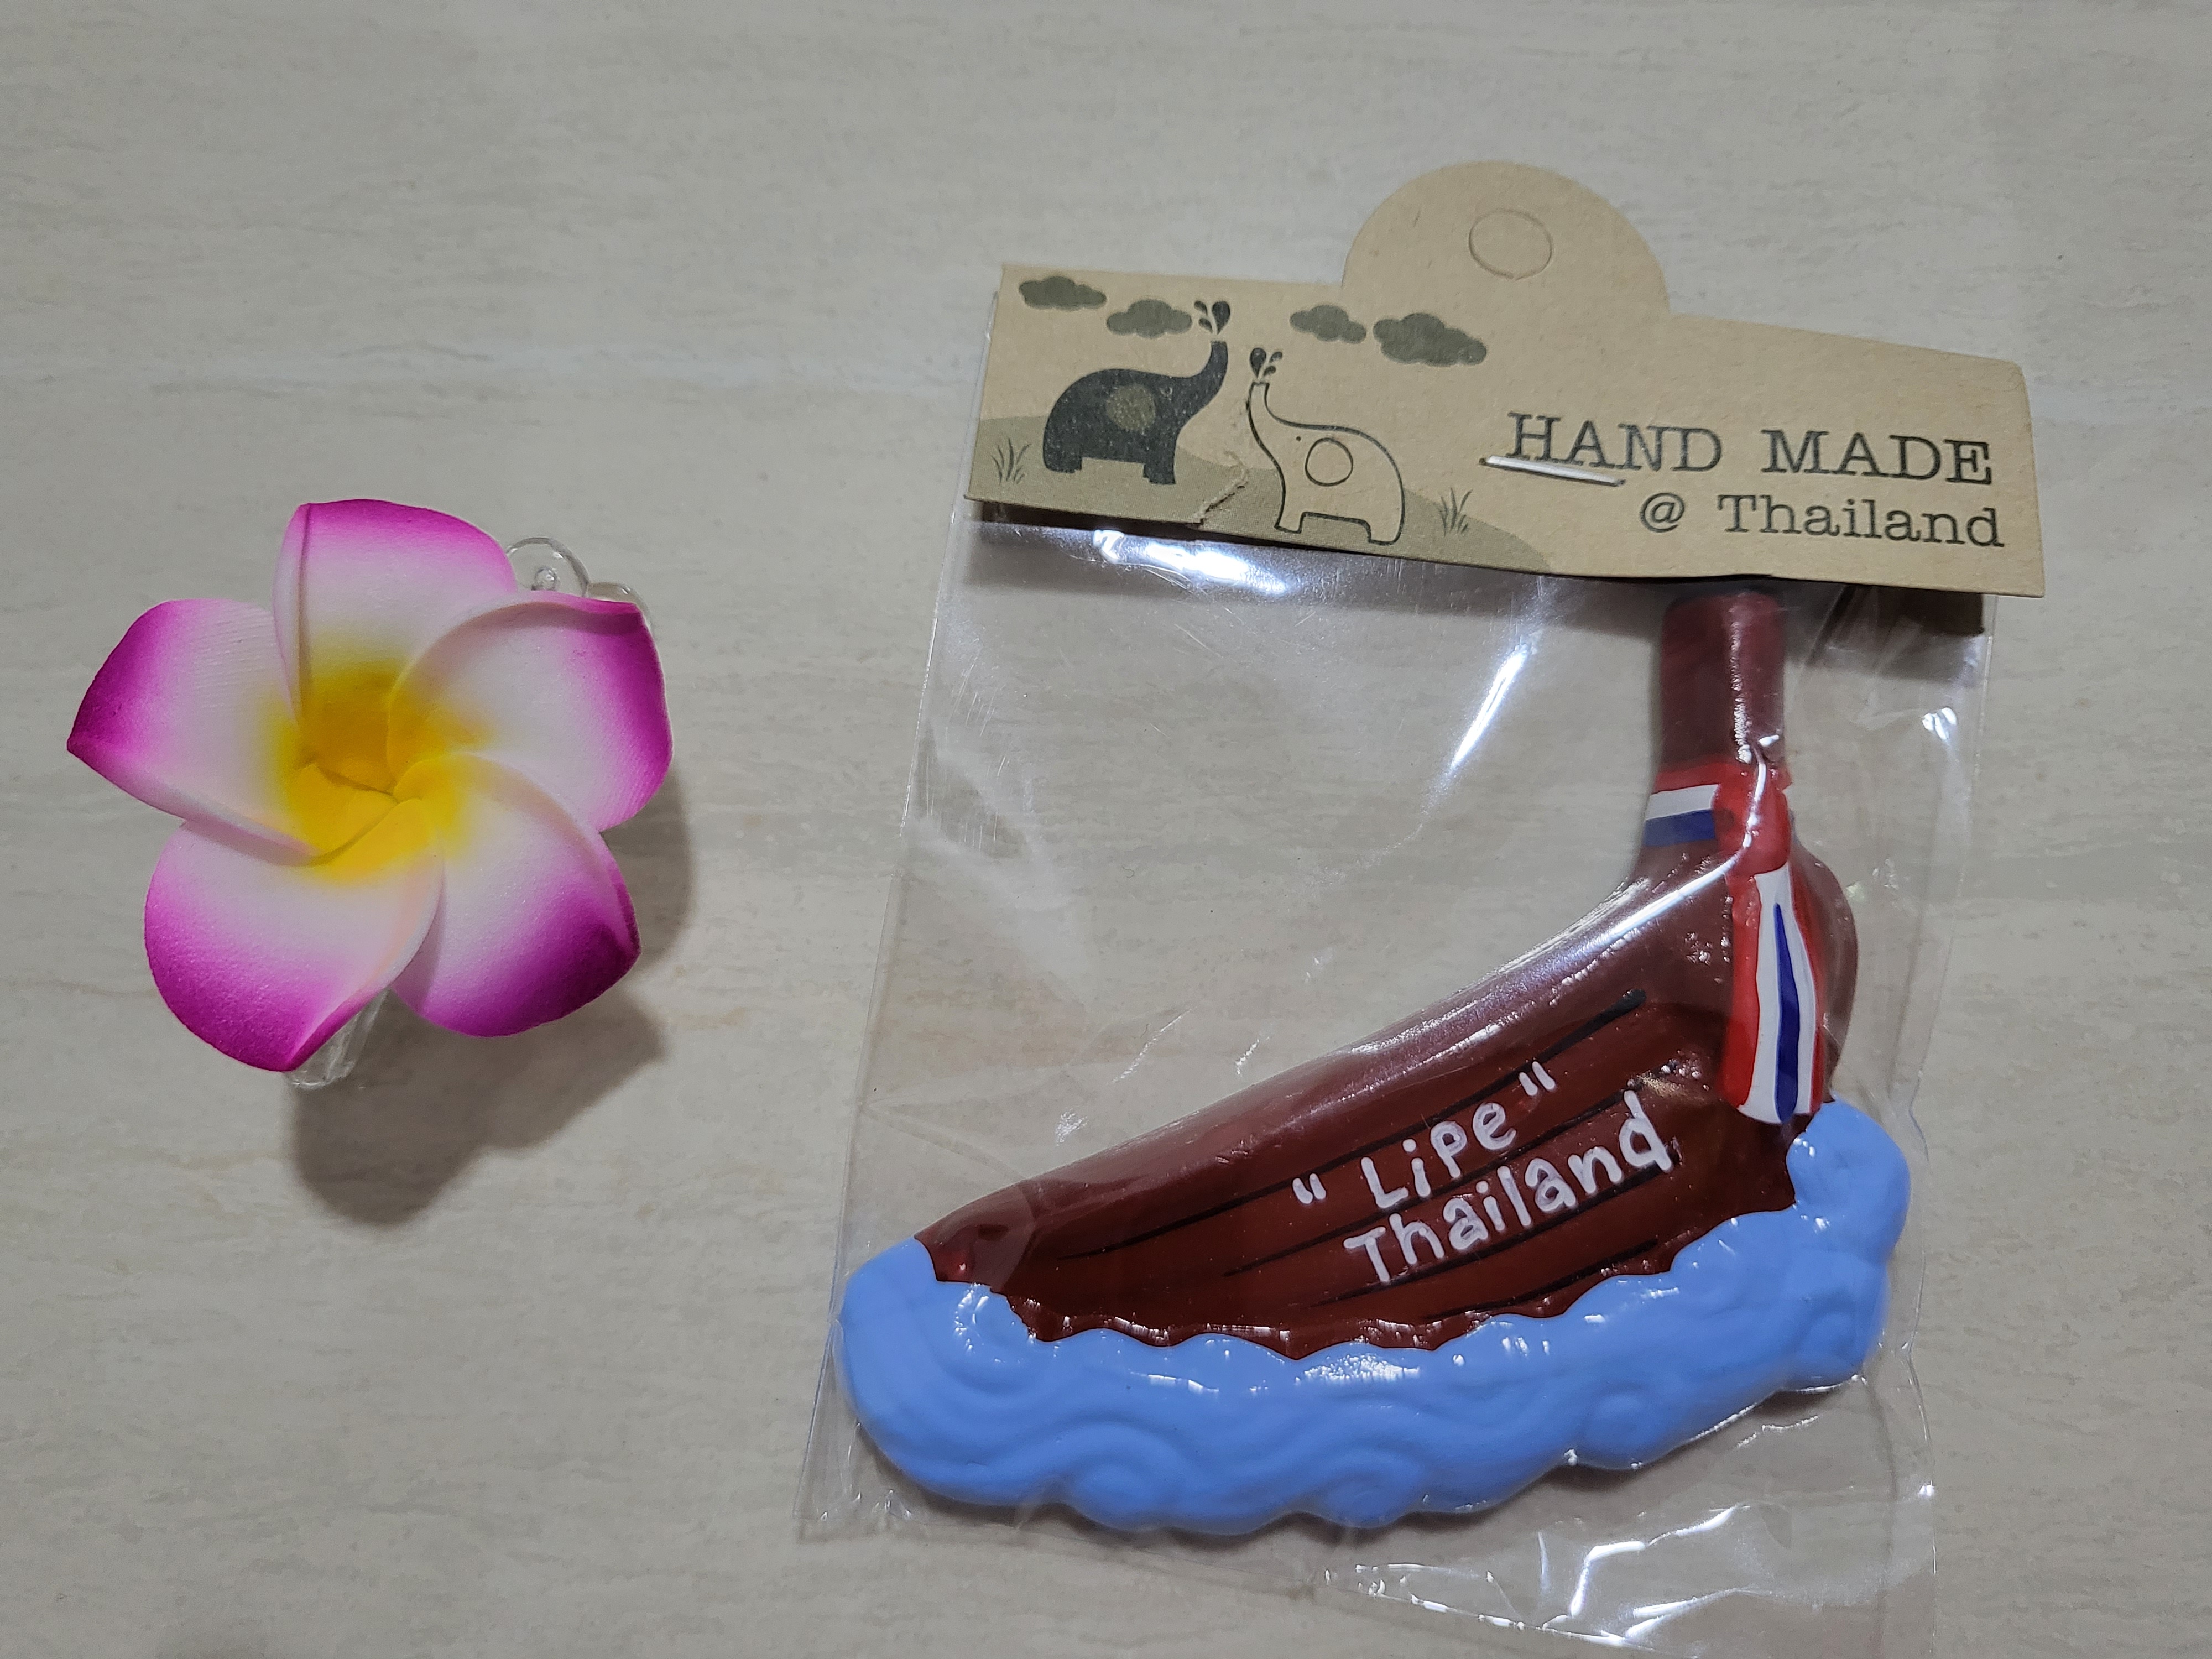 HAND MADE
@ Thailand
"Lipe"
Thailand